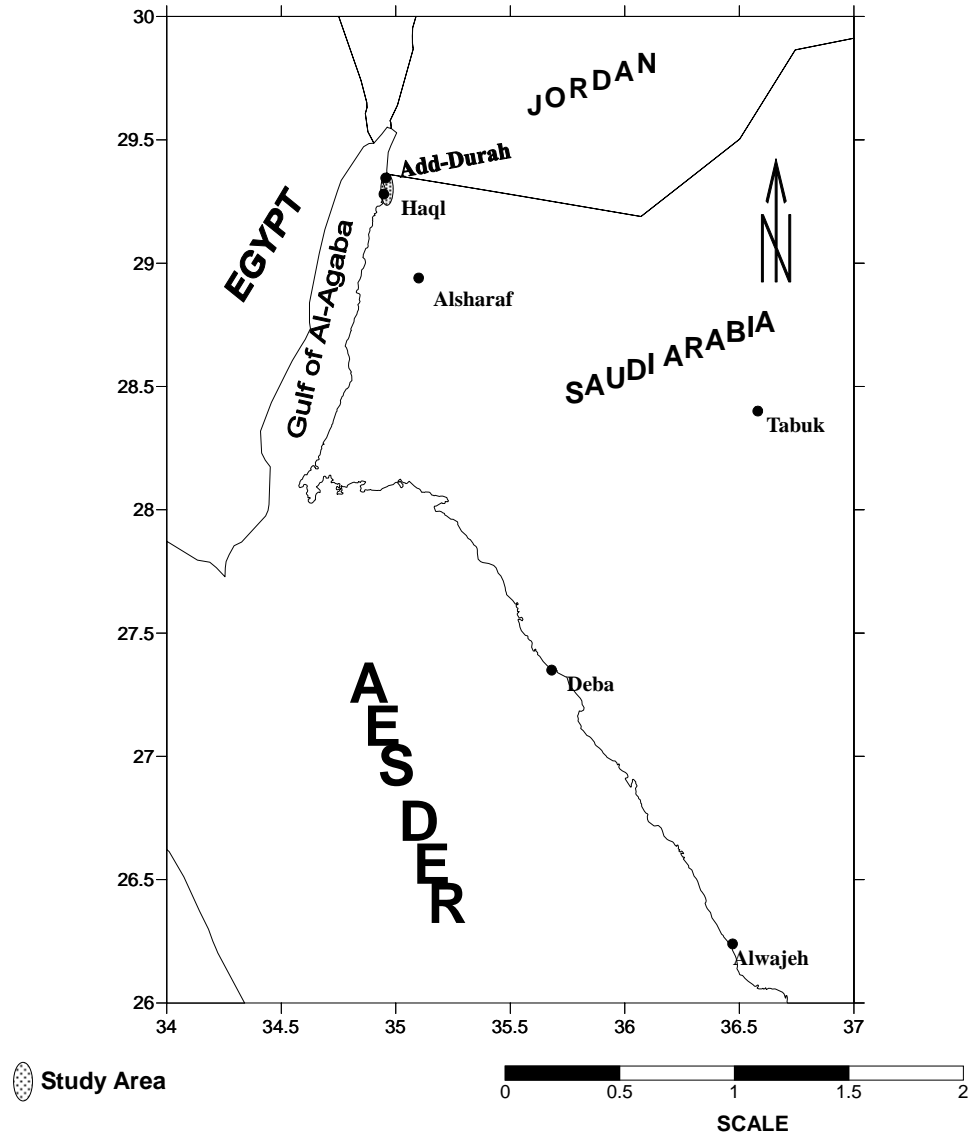 30
JORDAN
29.5
Add-Durah
Haql
EGYPT
29
Gulf of Al-Agaba
Alsharaf
N
SAUDI ARABIA
28.5
Tabuk
28
27.5
Deba
27
RED SEA
26.5
Alwajeh
26
34 34.5 35 35.5 36 36.5 37
Study Area
0 0.5 1 1.5 2
SCALE